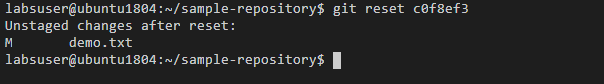 labsuser@ubuntu1804:~/sample-repository$ git reset c0f8ef3
Unstaged changes after reset:
M       demo.txt
labsuser@ubuntu1804:~/sample-repository$